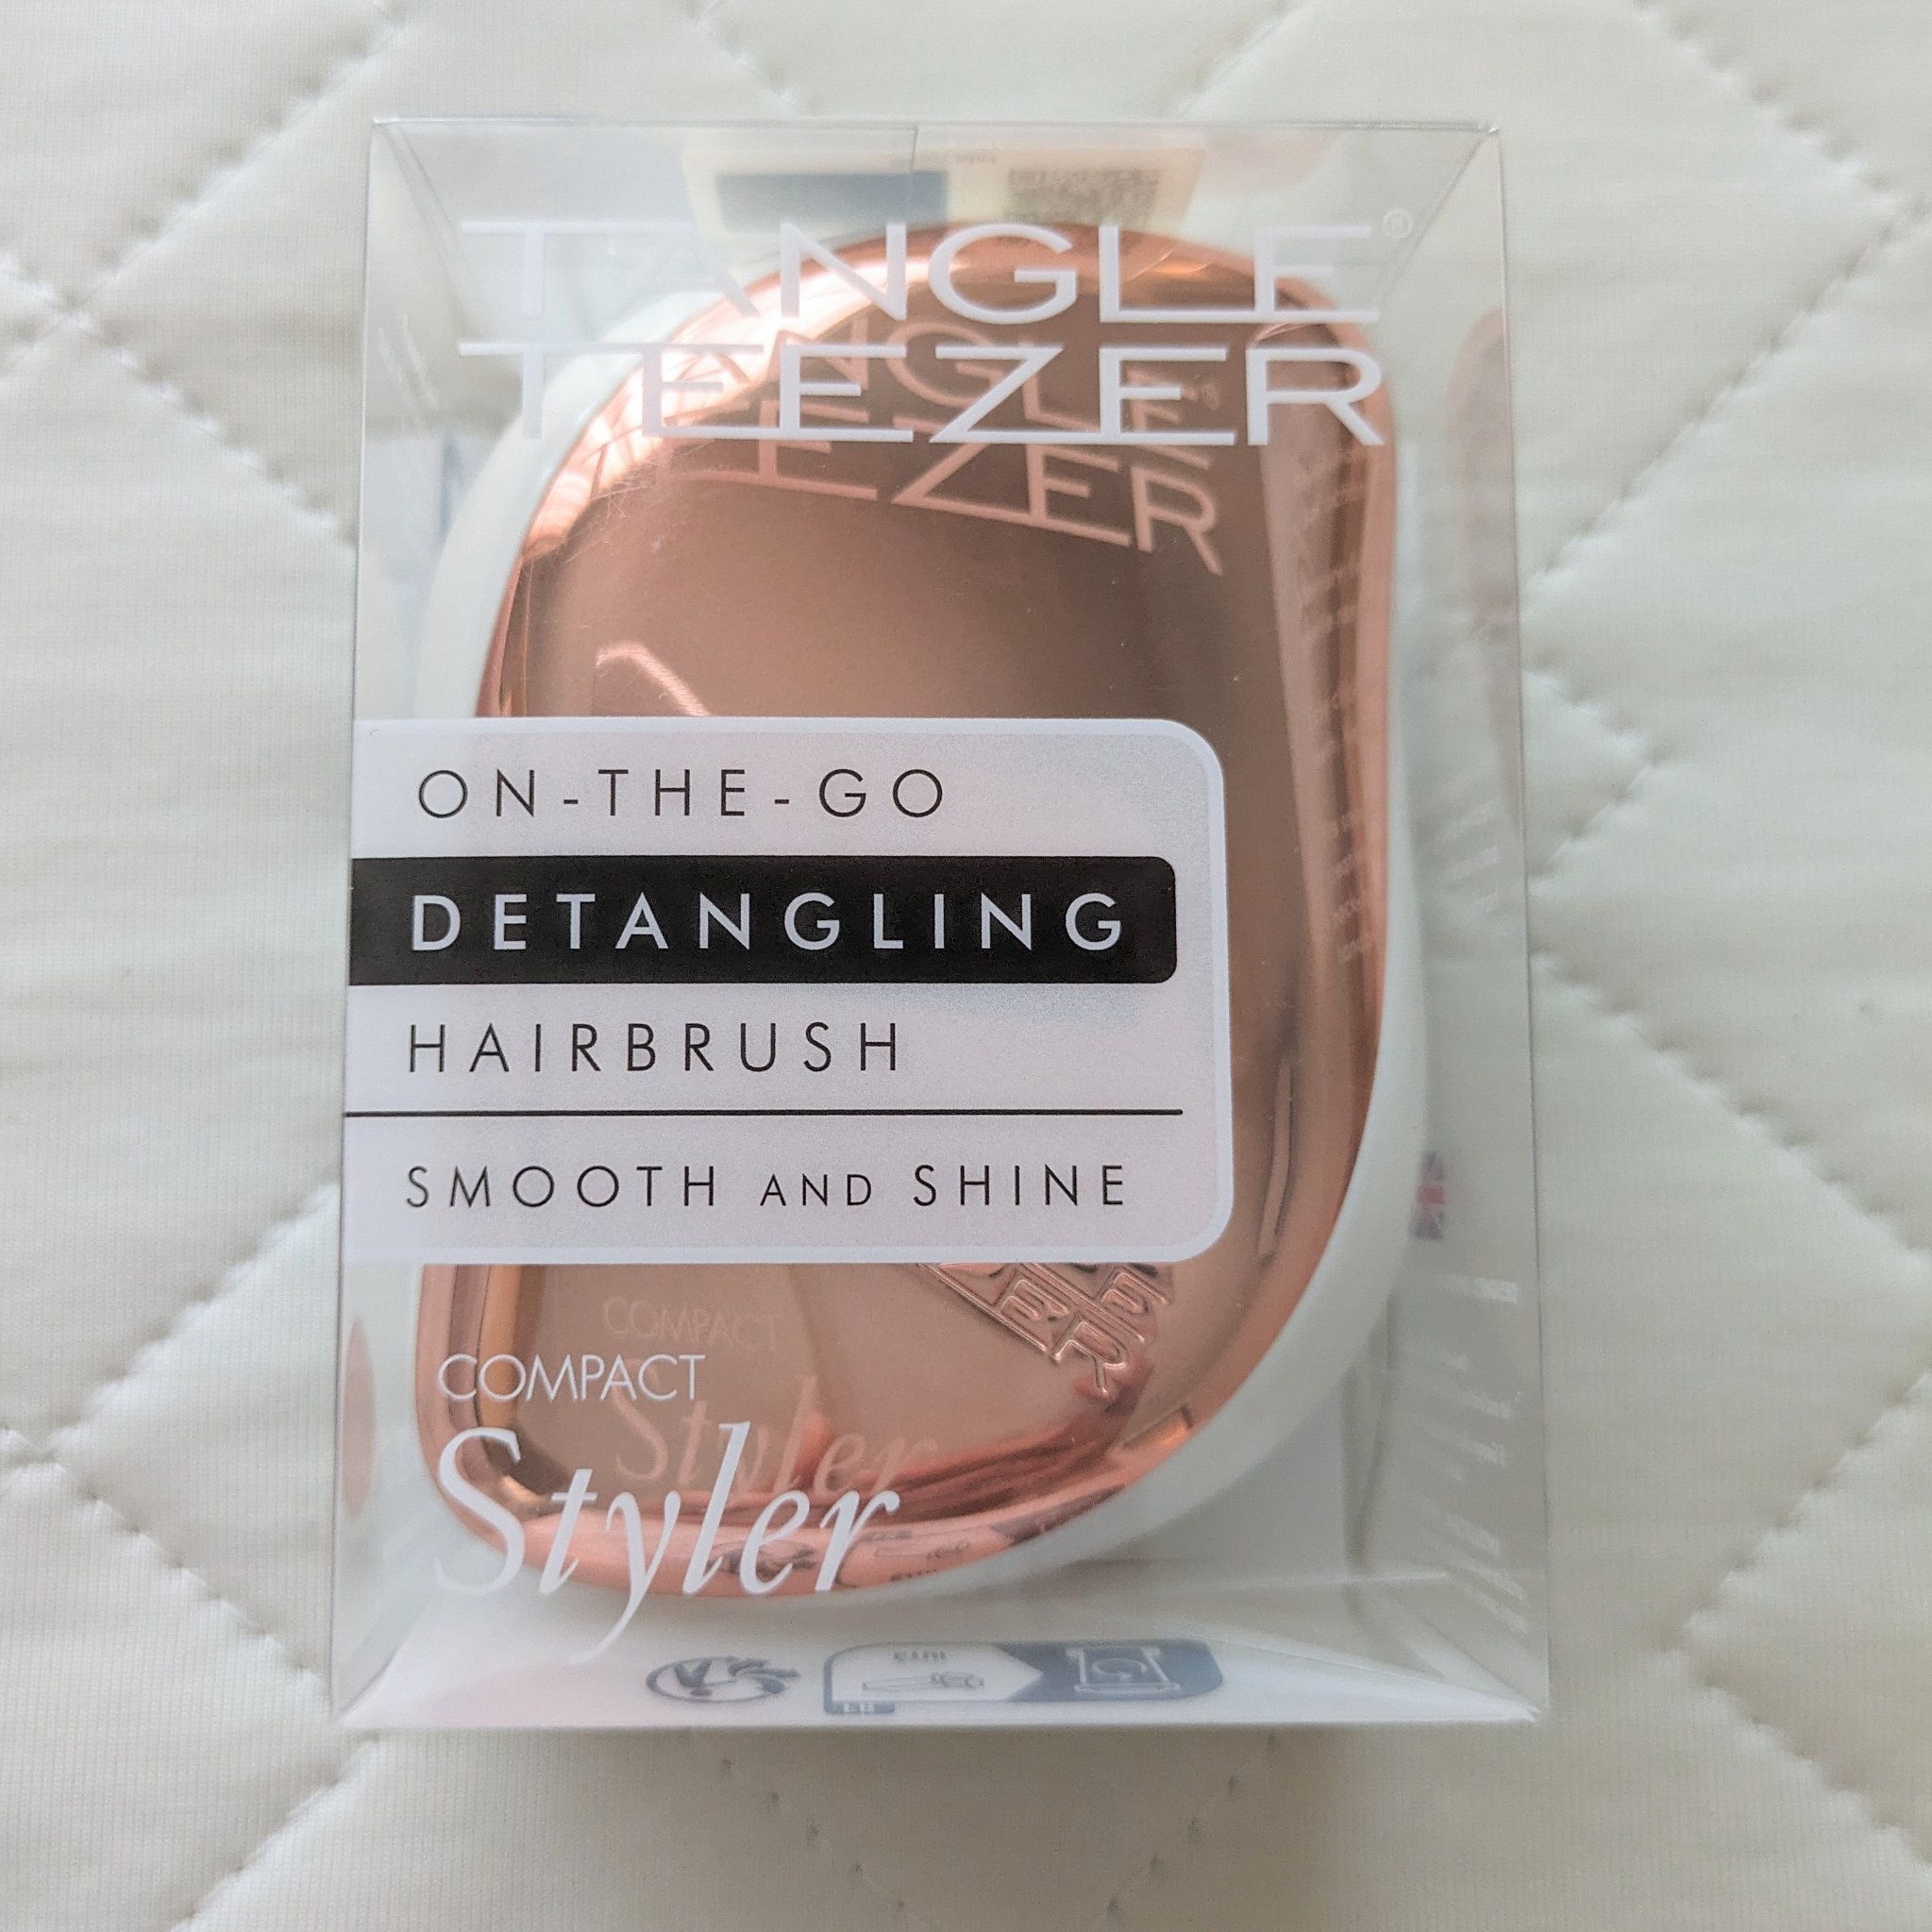 TANGLE®
TEEZER
ON-THE-GO
DETANGLING
HAIRBRUSH
SMOOTH AND SHINE
COMPACT
Styler